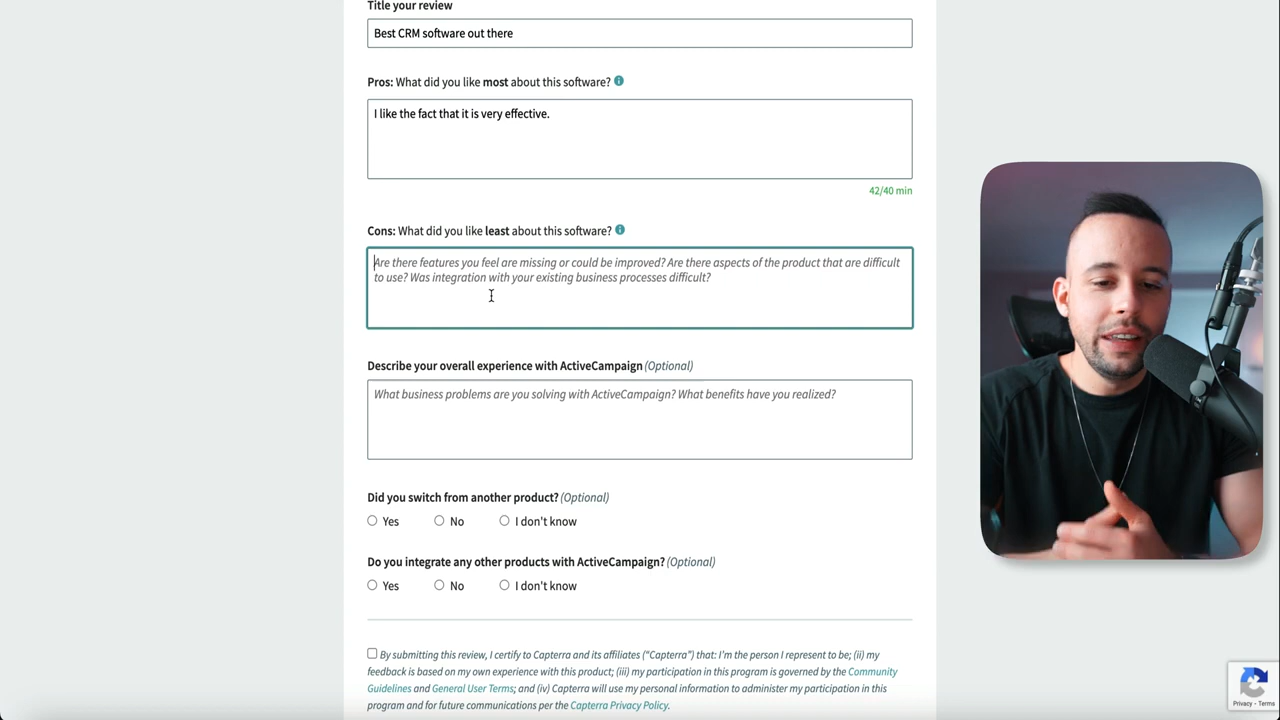 Title your review
Best CRM software out there
Pros: What did you like most about this software?
I like the fact that it is very effective.
42/40 min
Cons: What did you like least about this software?
Are there features you feel are missing or could be improved? Are there aspects of the product that are difficult
to use? Was integration with your existing business processes difficult?
Describe your overall experience with ActiveCampaign (Optional)
What business problems are you solving with ActiveCampaign? What benefits have you realized?
Did you switch from another product? (Optional)
Yes No I don't know
Do you integrate any other products with ActiveCampaign? (Optional)
Yes No I don't know
By submitting this review, I certify to Capterra and its affiliates (“Capterra”) that: I'm the person I represent to be; (ii) my
feedback is based on my own experience with this product; (iii) my participation in this program is governed by the Community
Guidelines and General User Terms; and (iv) Capterra will use my personal information to administer my participation in this
program and for future communications per the Capterra Privacy Policy.
Privacy - Terms